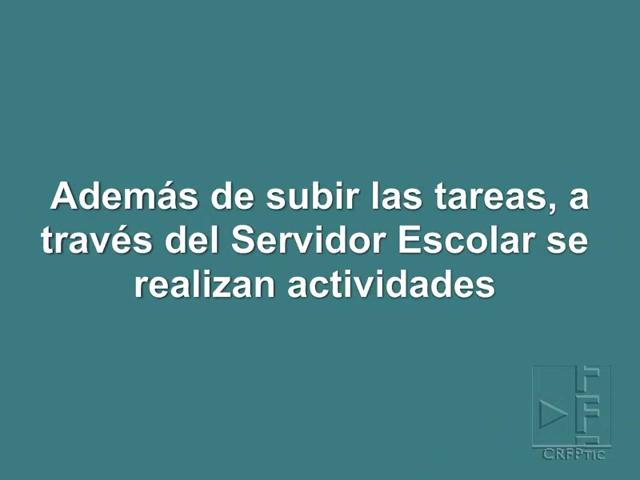 Además de subir las tareas, a
través del Servidor Escolar se
realizan actividades
CRFPTIC